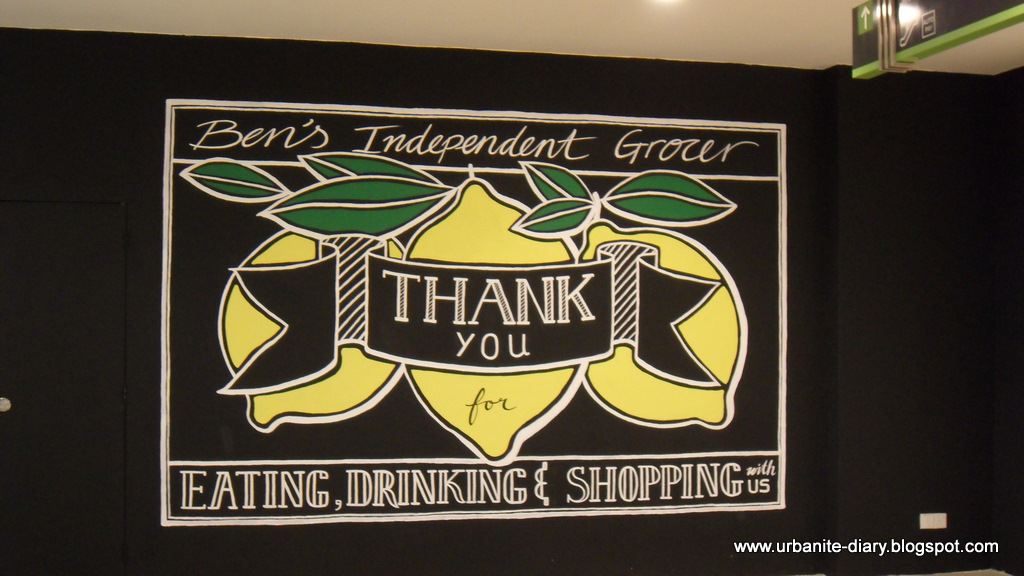 Ben's Independent Grocer
THANK
YOU
for
EATING, DRINKING & SHOPPING with US
www.urbanite-diary.blogspot.com